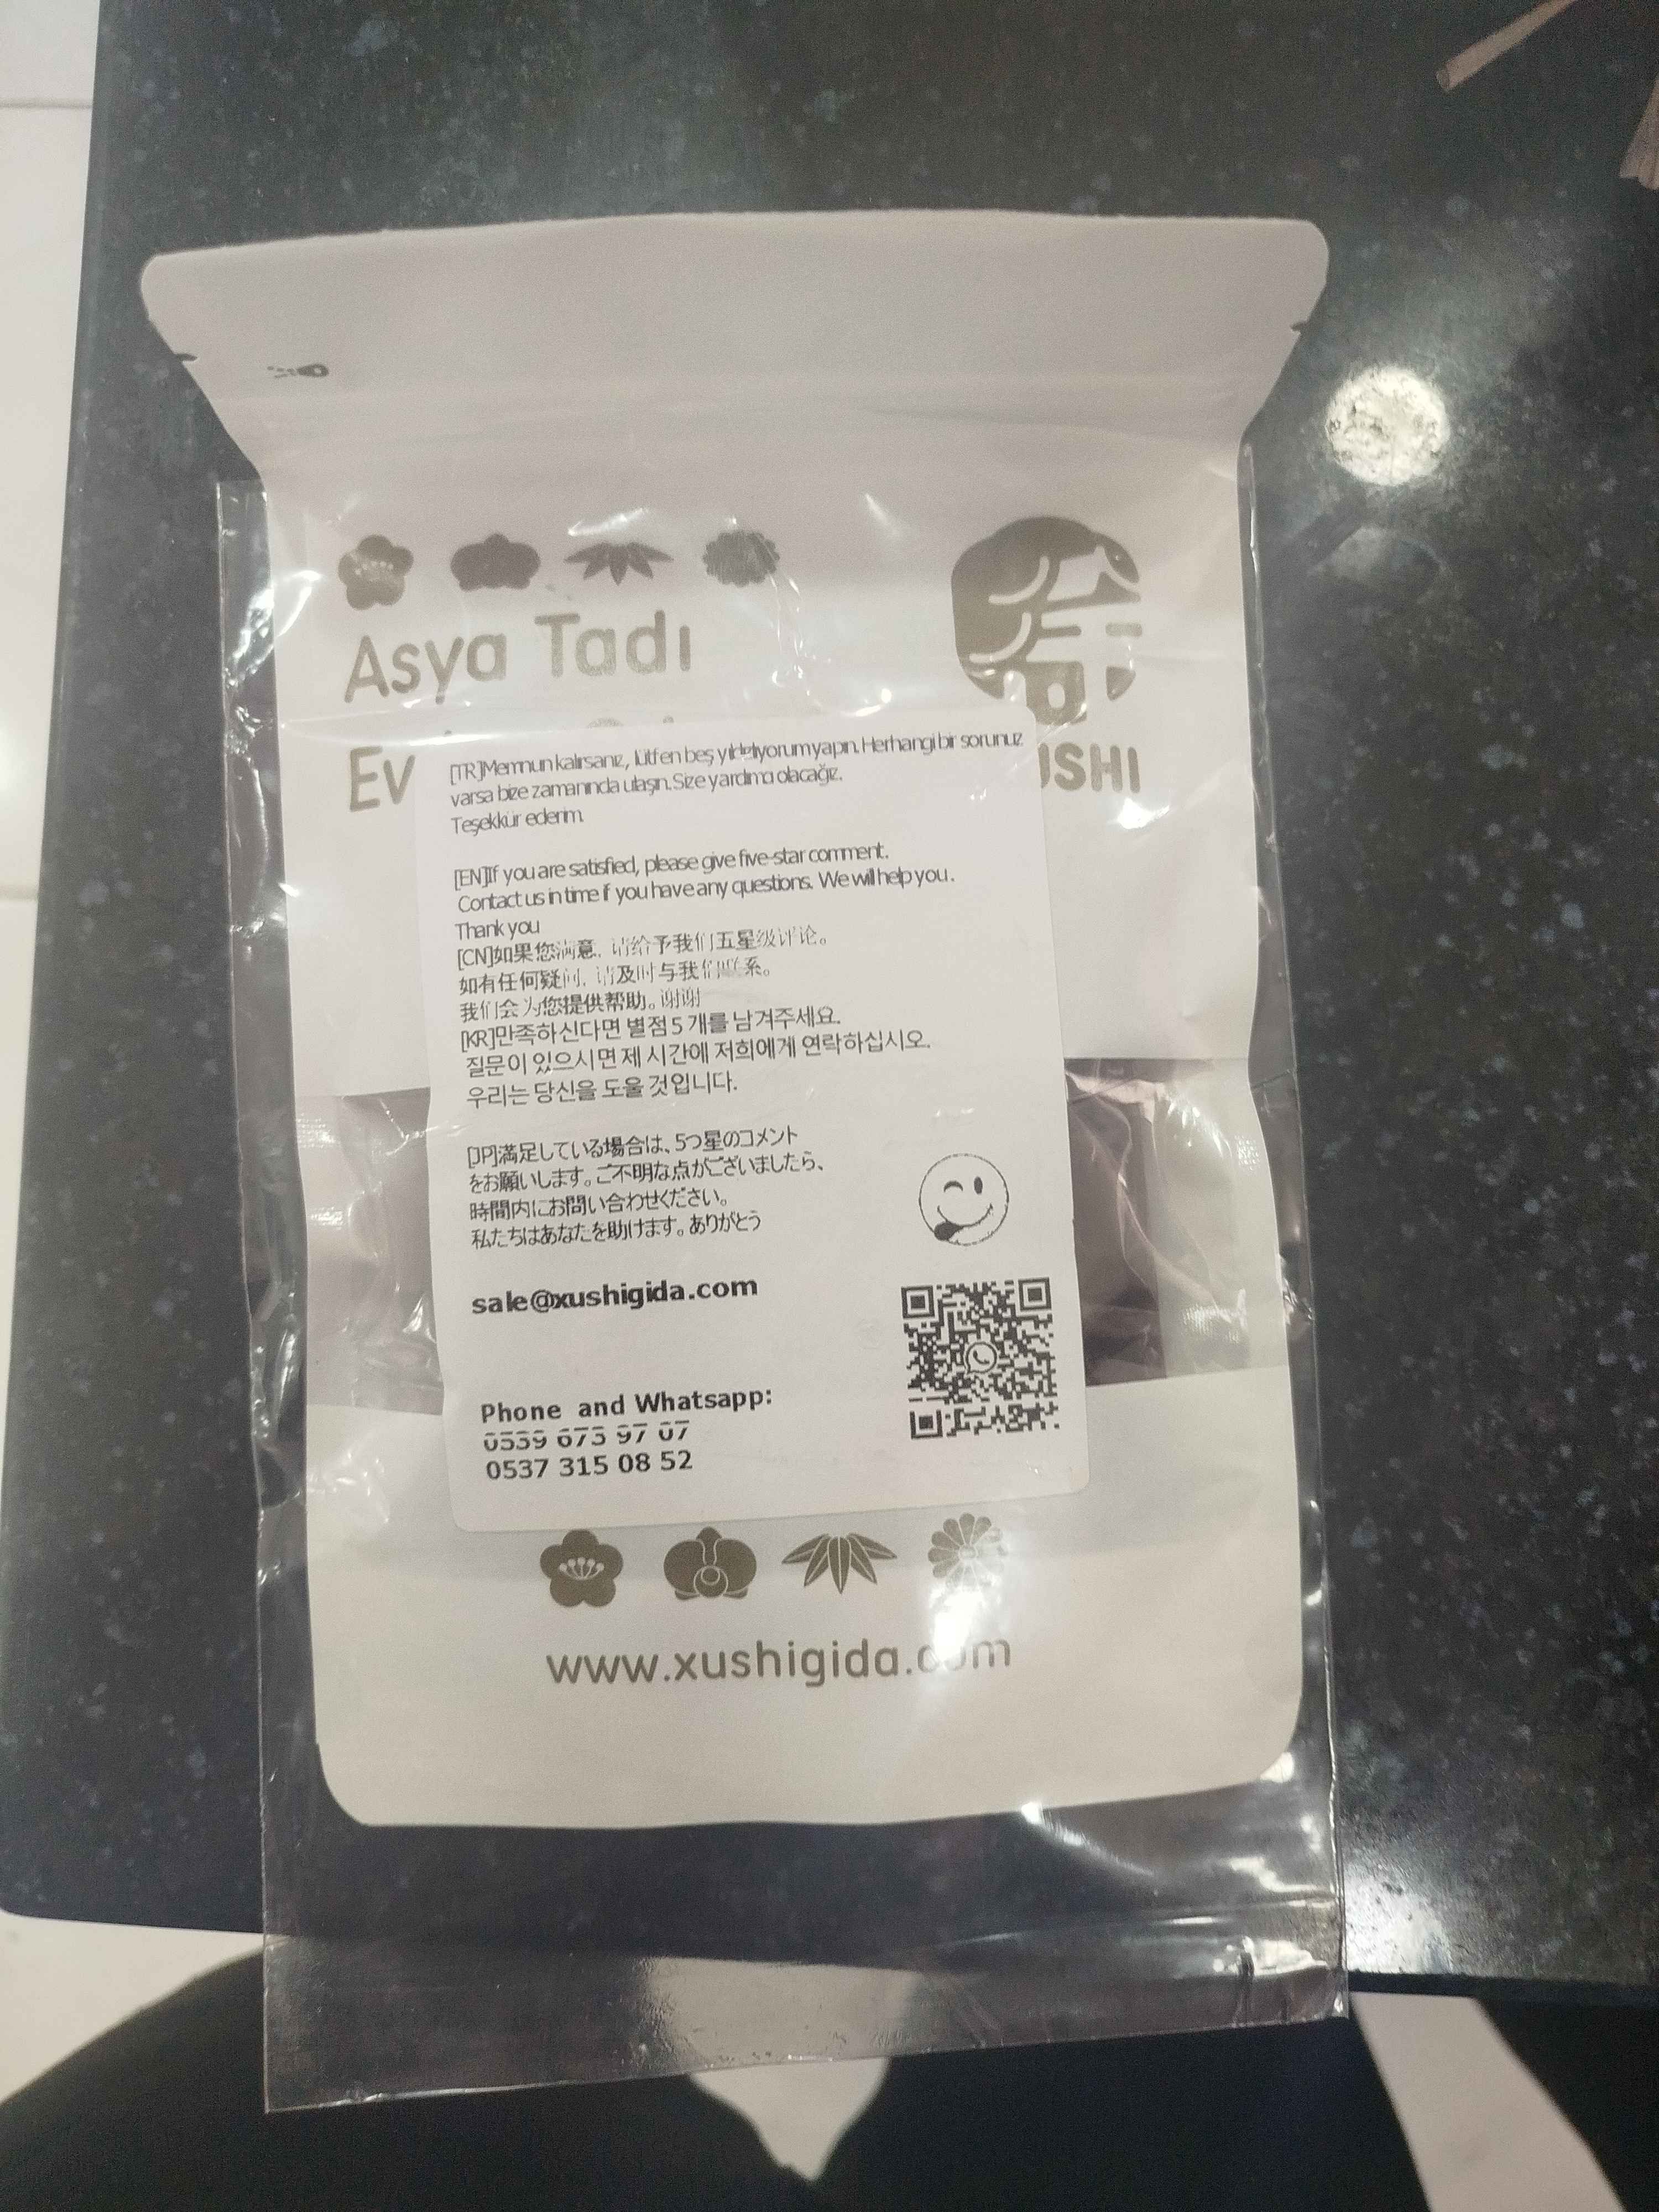 Asya Tadı
Ev
USHI
[TR]Memnun kalırsanız, lütfen beş yıldızlı yorum yapın. Herhangi bir sorunuz
varsa bize zamanında ulaşın. Size yardımcı olacağız.
Teşekkür ederim.
[EN]If you are satisfied, please give five-star comment.
Contact us in time if you have any questions. We will help you.
Thank you
[CN]如果您满意, 请给予我们五星级评论。
如有任何疑问, 请及时与我们联系。
我们会为您提供帮助。谢谢
[KR]만족하신다면 별점 5 개를 남겨주세요.
질문이 있으시면 제 시간에 저희에게 연락하십시오.
우리는 당신을 도울 것입니다.
[JP]満足している場合は、5つ星のコメント
をお願いします。ご不明な点がございましたら、
時間内にお問い合わせください。
私たちはあなたを助けます。ありがとう
sale@xushigida.com
Phone and Whatsapp:
0539 673 97 07
0537 315 08 52
www.xushigida.com